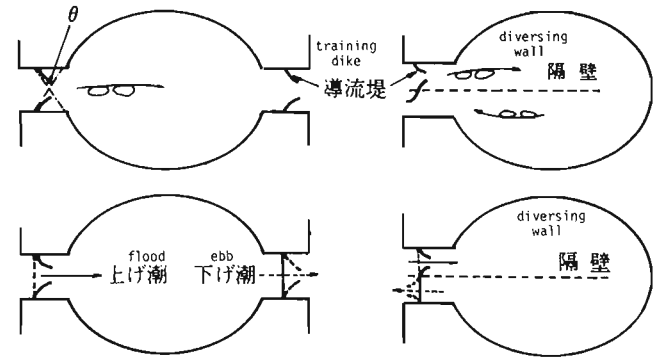 θ
training
dike
導流堤
diversing
wall
隔壁
flood
上げ潮
ebb
下げ潮
diversing
wall
隔壁